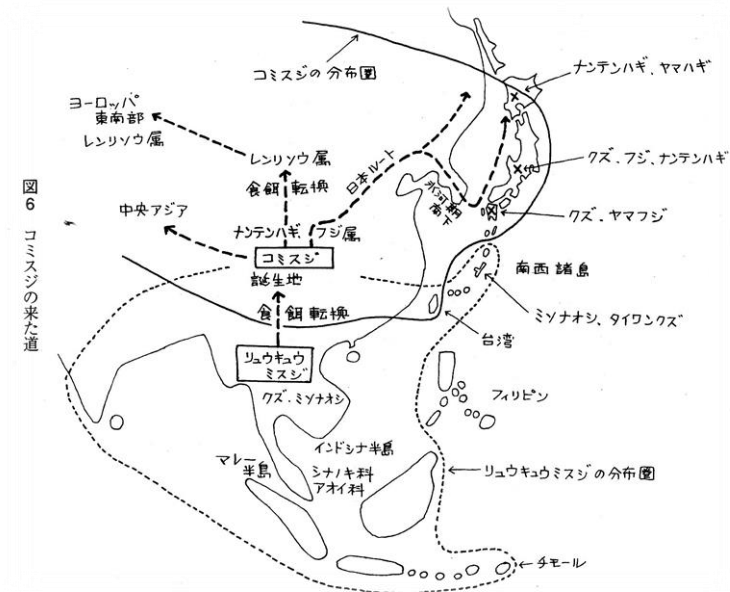 図6 コミスジの来た道
コミスジの分布圏
ナンテンハギ、ヤマハギ
ヨーロッパ
東南部
レンリソウ属
レンリソウ属
食餌転換
日本ルート
氷河期
南下
クズ、フジ、ナンテンハギ
中央アジア
ナンテンハギ、フジ属
クズ、ヤマフジ
コミスジ
誕生地
南西諸島
食餌転換
ミソナオシ、タイワンクズ
台湾
リュウキュウ
ミスジ
クズ、ミソナオシ
フィリピン
インドシナ半島
マレー
半島
シナノキ科
アオイ科
リュウキュウミスジの分布圏
チモール